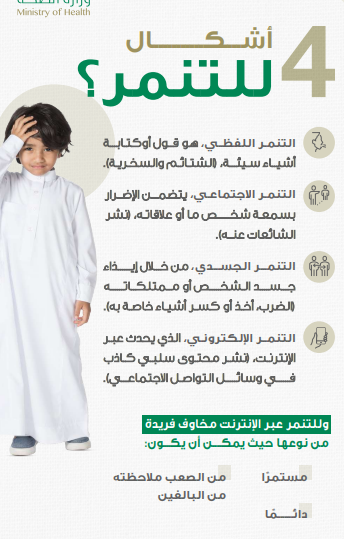 وزارة الصحة
Ministry of Health
4 أشكال
للتنمر؟
التنمر اللفظي، هو قول أوكتابة
أشياء سيئة، (الشتائم والسخرية).
التنمر الاجتماعي، يتضمن الإضرار
بسمعة شخص ما أو علاقاته، (نشر
الشائعات عنه).
التنمر الجسدي، من خلال إيذاء
جسد الشخص أو ممتلكاته
(الضرب، أخذ أو كسر أشياء خاصة به).
التنمر الإلكتروني، الذي يحدث عبر
الإنترنت، (نشر محتوى سلبي كاذب
في وسائل التواصل الاجتماعي).
وللتنمر عبر الإنترنت مخاوف فريدة
من نوعها حيث يمكن أن يكون:
مستمرًا
من الصعب ملاحظته
من البالغين
دائمًا